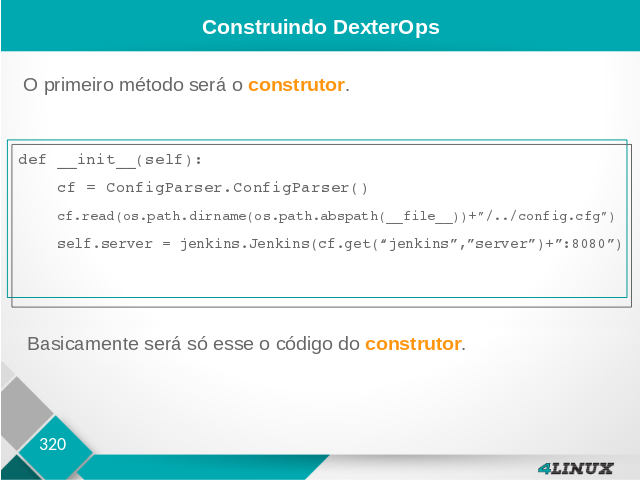 Construindo DexterOps
O primeiro método será o construtor.
def __init__(self):
cf = ConfigParser.ConfigParser()
cf.read(os.path.dirname(os.path.abspath(__file__))+”/../config.cfg”)
self.server = jenkins.Jenkins(cf.get(“jenkins”,”server”)+”:8080”)
Basicamente será só esse o código do construtor.
320
4LINUX